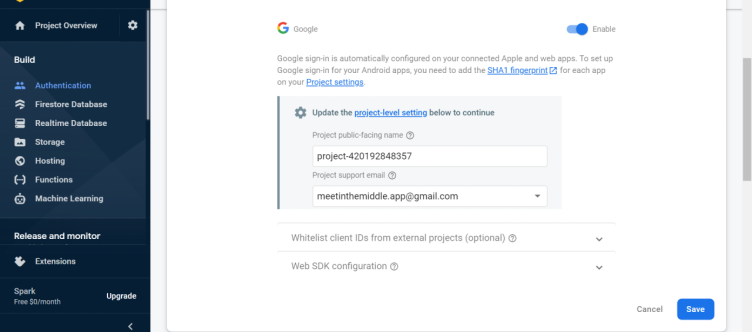 Project Overview
Build
Authentication
Firestore Database
Realtime Database
Storage
Hosting
Functions
Machine Learning
Release and monitor
Extensions
Spark
Free $0/month
Upgrade
Google
Enable
Google sign-in is automatically configured on your connected Apple and web apps. To set up
Google sign-in for your Android apps, you need to add the SHA1 fingerprint for each app
on your Project settings.
Update the project-level setting below to continue
Project public-facing name
project-420192848357
Project support email
meetinthemiddle.app@gmail.com
Whitelist client IDs from external projects (optional)
Web SDK configuration
Cancel
Save